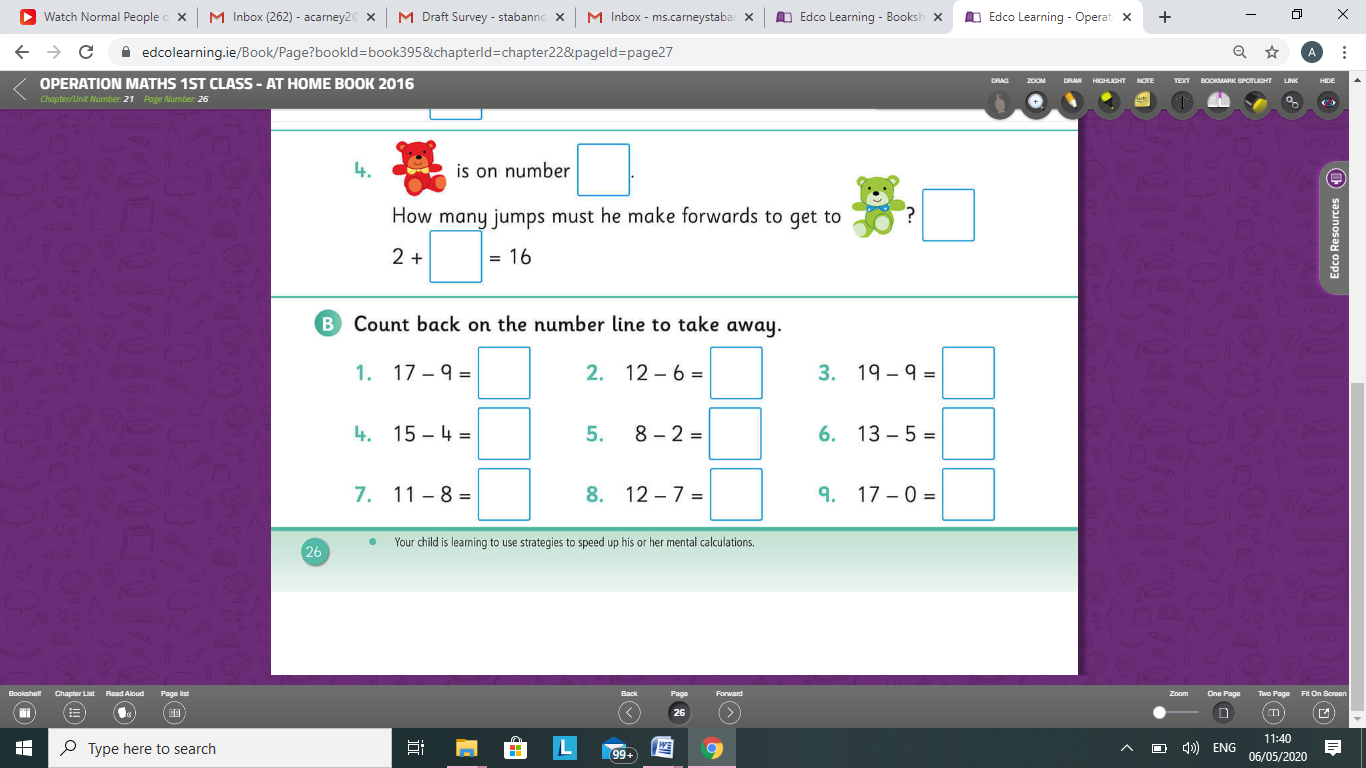 Watch Normal People o
Inbox (262) - acarney2@
Draft Survey - stabanno
Inbox - ms.carneystaba
Edco Learning - Booksh
Edco Learning - Operat
edcolearning.ie/Book/Page?bookId=book395&chapterId=chapter22&pageId=page27
A
OPERATION MATHS 1ST CLASS - AT HOME BOOK 2016
Chapter/Unit Number: 21 Page Number: 26
DRAG ZOOM DRAW HIGHLIGHT NOTE TEXT BOOKMARK SPOTLIGHT LINK HIDE
4. is on number .
How many jumps must he make forwards to get to ?
2 + = 16
B Count back on the number line to take away.
1. 17 – 9 = 2. 12 – 6 = 3. 19 – 9 =
4. 15 – 4 = 5. 8 – 2 = 6. 13 – 5 =
7. 11 – 8 = 8. 12 – 7 = 9. 17 – 0 =
26 • Your child is learning to use strategies to speed up his or her mental calculations.
Edco Resources
Bookshelf Chapter List Read Aloud Page list Back Page Forward Zoom One Page Two Page Fit On Screen
26
Type here to search
L
99+
W
ENG
11:40
06/05/2020